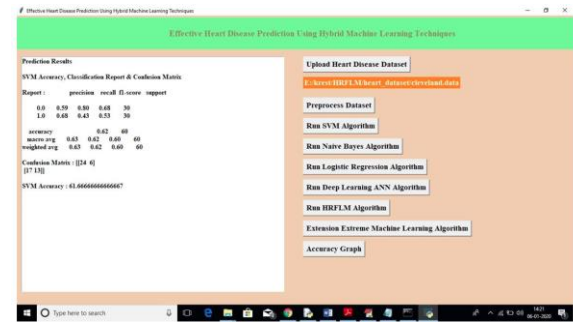 Effective Heart Disease Prediction Using Hybrid Machine Learning Techniques
Effective Heart Disease Prediction Using Hybrid Machine Learning Techniques
Prediction Results
SVM Accuracy, Classification Report & Confusion Matrix
Report : precision recall f1-score support
0.0 0.59 0.80 0.68 30
1.0 0.68 0.43 0.53 30
accuracy 0.62 60
macro avg 0.63 0.62 0.60 60
weighted avg 0.63 0.62 0.60 60
Confusion Matrix : [[24 6]
[17 13]]
SVM Accuracy : 61.66666666666667
Upload Heart Disease Dataset
E:/keerti/HRFLM/heart_dataset/cleveland.data
Preprocess Dataset
Run SVM Algorithm
Run Naive Bayes Algorithm
Run Logistic Regression Algorithm
Run Deep Learning ANN Algorithm
Run HRFLM Algorithm
Extension Extreme Machine Learning Algorithm
Accuracy Graph
Type here to search
14:21
06-01-2020